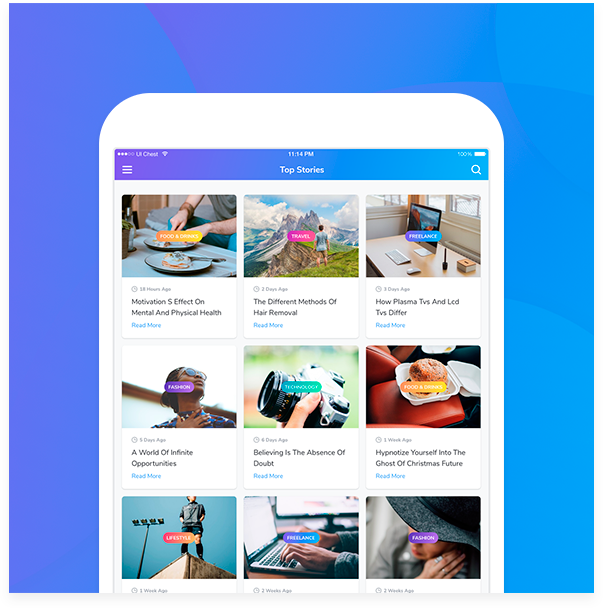 UI Chest
11:14 PM
100%
Top Stories
FOOD & DRINKS
TRAVEL
FREELANCE
18 Hours Ago
2 Days Ago
3 Days Ago
Motivation S Effect On
Mental And Physical Health
Read More
The Different Methods Of
Hair Removal
Read More
How Plasma Tvs And Lcd
Tvs Differ
Read More
FASHION
TECHNOLOGY
FOOD & DRINKS
5 Days Ago
6 Days Ago
1 Week Ago
A World Of Infinite
Opportunities
Read More
Believing Is The Absence Of
Doubt
Read More
Hypnotize Yourself Into The
Ghost Of Christmas Future
Read More
LIFESTYLE
FREELANCE
FASHION
1 Week Ago
2 Weeks Ago
2 Weeks Ago